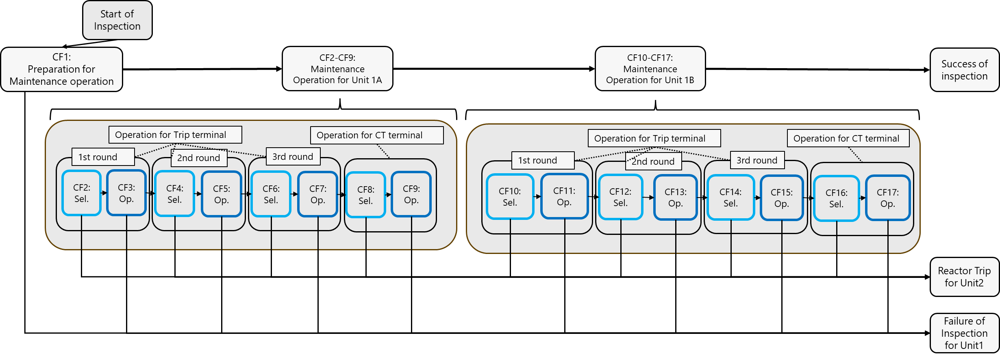 Start of
Inspection
CF1:
Preparation for
Maintenance operation
CF2-CF9:
Maintenance
Operation for Unit 1A
CF10-CF17:
Maintenance
Operation for Unit 1B
Success of
inspection
Operation for Trip terminal
Operation for CT terminal
1st round
2nd round
3rd round
CF2:
Sel.
CF3:
Op.
CF4:
Sel.
CF5:
Op.
CF6:
Sel.
CF7:
Op.
CF8:
Sel.
CF9:
Op.
Operation for Trip terminal
Operation for CT terminal
1st round
2nd round
3rd round
CF10:
Sel.
CF11:
Op.
CF12:
Sel.
CF13:
Op.
CF14:
Sel.
CF15:
Op.
CF16:
Sel.
CF17:
Op.
Reactor Trip
for Unit2
Failure of
Inspection
for Unit1